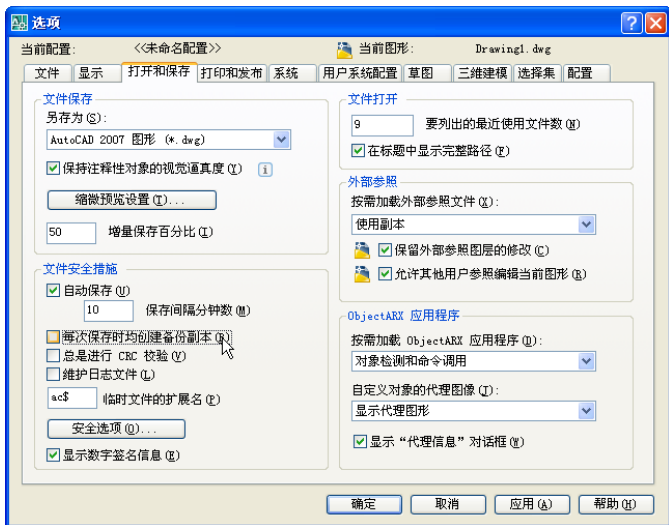 选项
当前配置: <<未命名配置>> 当前图形: Drawing1.dwg
文件 显示 打开和保存 打印和发布 系统 用户系统配置 草图 三维建模 选择集 配置
文件保存
另存为(S):
AutoCAD 2007 图形 (*.dwg)
保持注释性对象的视觉逼真度(Y)
缩微预览设置(T)...
50 增量保存百分比(I)
文件安全措施
自动保存(U)
10 保存间隔分钟数(M)
每次保存时均创建备份副本(B)
总是进行 CRC 校验(V)
维护日志文件(L)
ac$ 临时文件的扩展名(P)
安全选项(O)...
显示数字签名信息(E)
文件打开
9 要列出的最近使用文件数(N)
在标题中显示完整路径(F)
外部参照
按需加载外部参照文件(X):
使用副本
保留外部参照图层的修改(C)
允许其他用户参照编辑当前图形(R)
ObjectARX 应用程序
按需加载 ObjectARX 应用程序(D):
对象检测和命令调用
自定义对象的代理图像(J):
显示代理图形
显示“代理信息”对话框(W)
确定 取消 应用(A) 帮助(H)